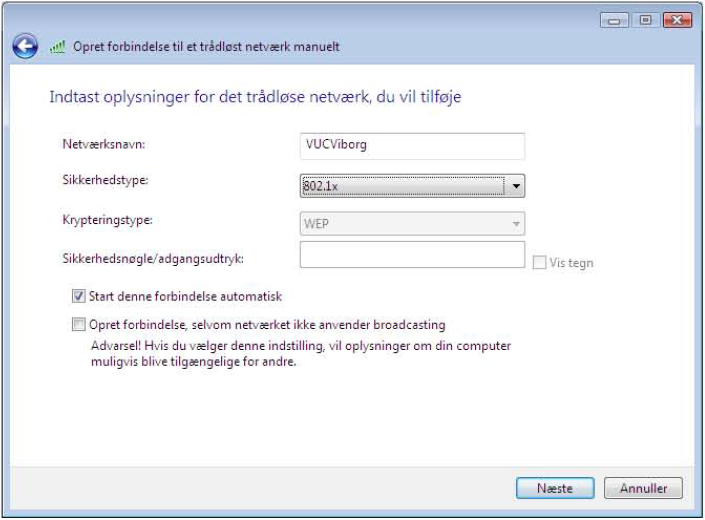 Opret forbindelse til et trådløst netværk manuelt
Indtast oplysninger for det trådløse netværk, du vil tilføje
Netværksnavn: VUCViborg
Sikkerhedstype: 802.1x
Krypteringstype: WEP
Sikkerhedsnøgle/adgangsudtryk: Vis tegn
Start denne forbindelse automatisk
Opret forbindelse, selvom netværket ikke anvender broadcasting
Advarsel! Hvis du vælger denne indstilling, vil oplysninger om din computer
muligvis blive tilgængelige for andre.
Næste Annuller